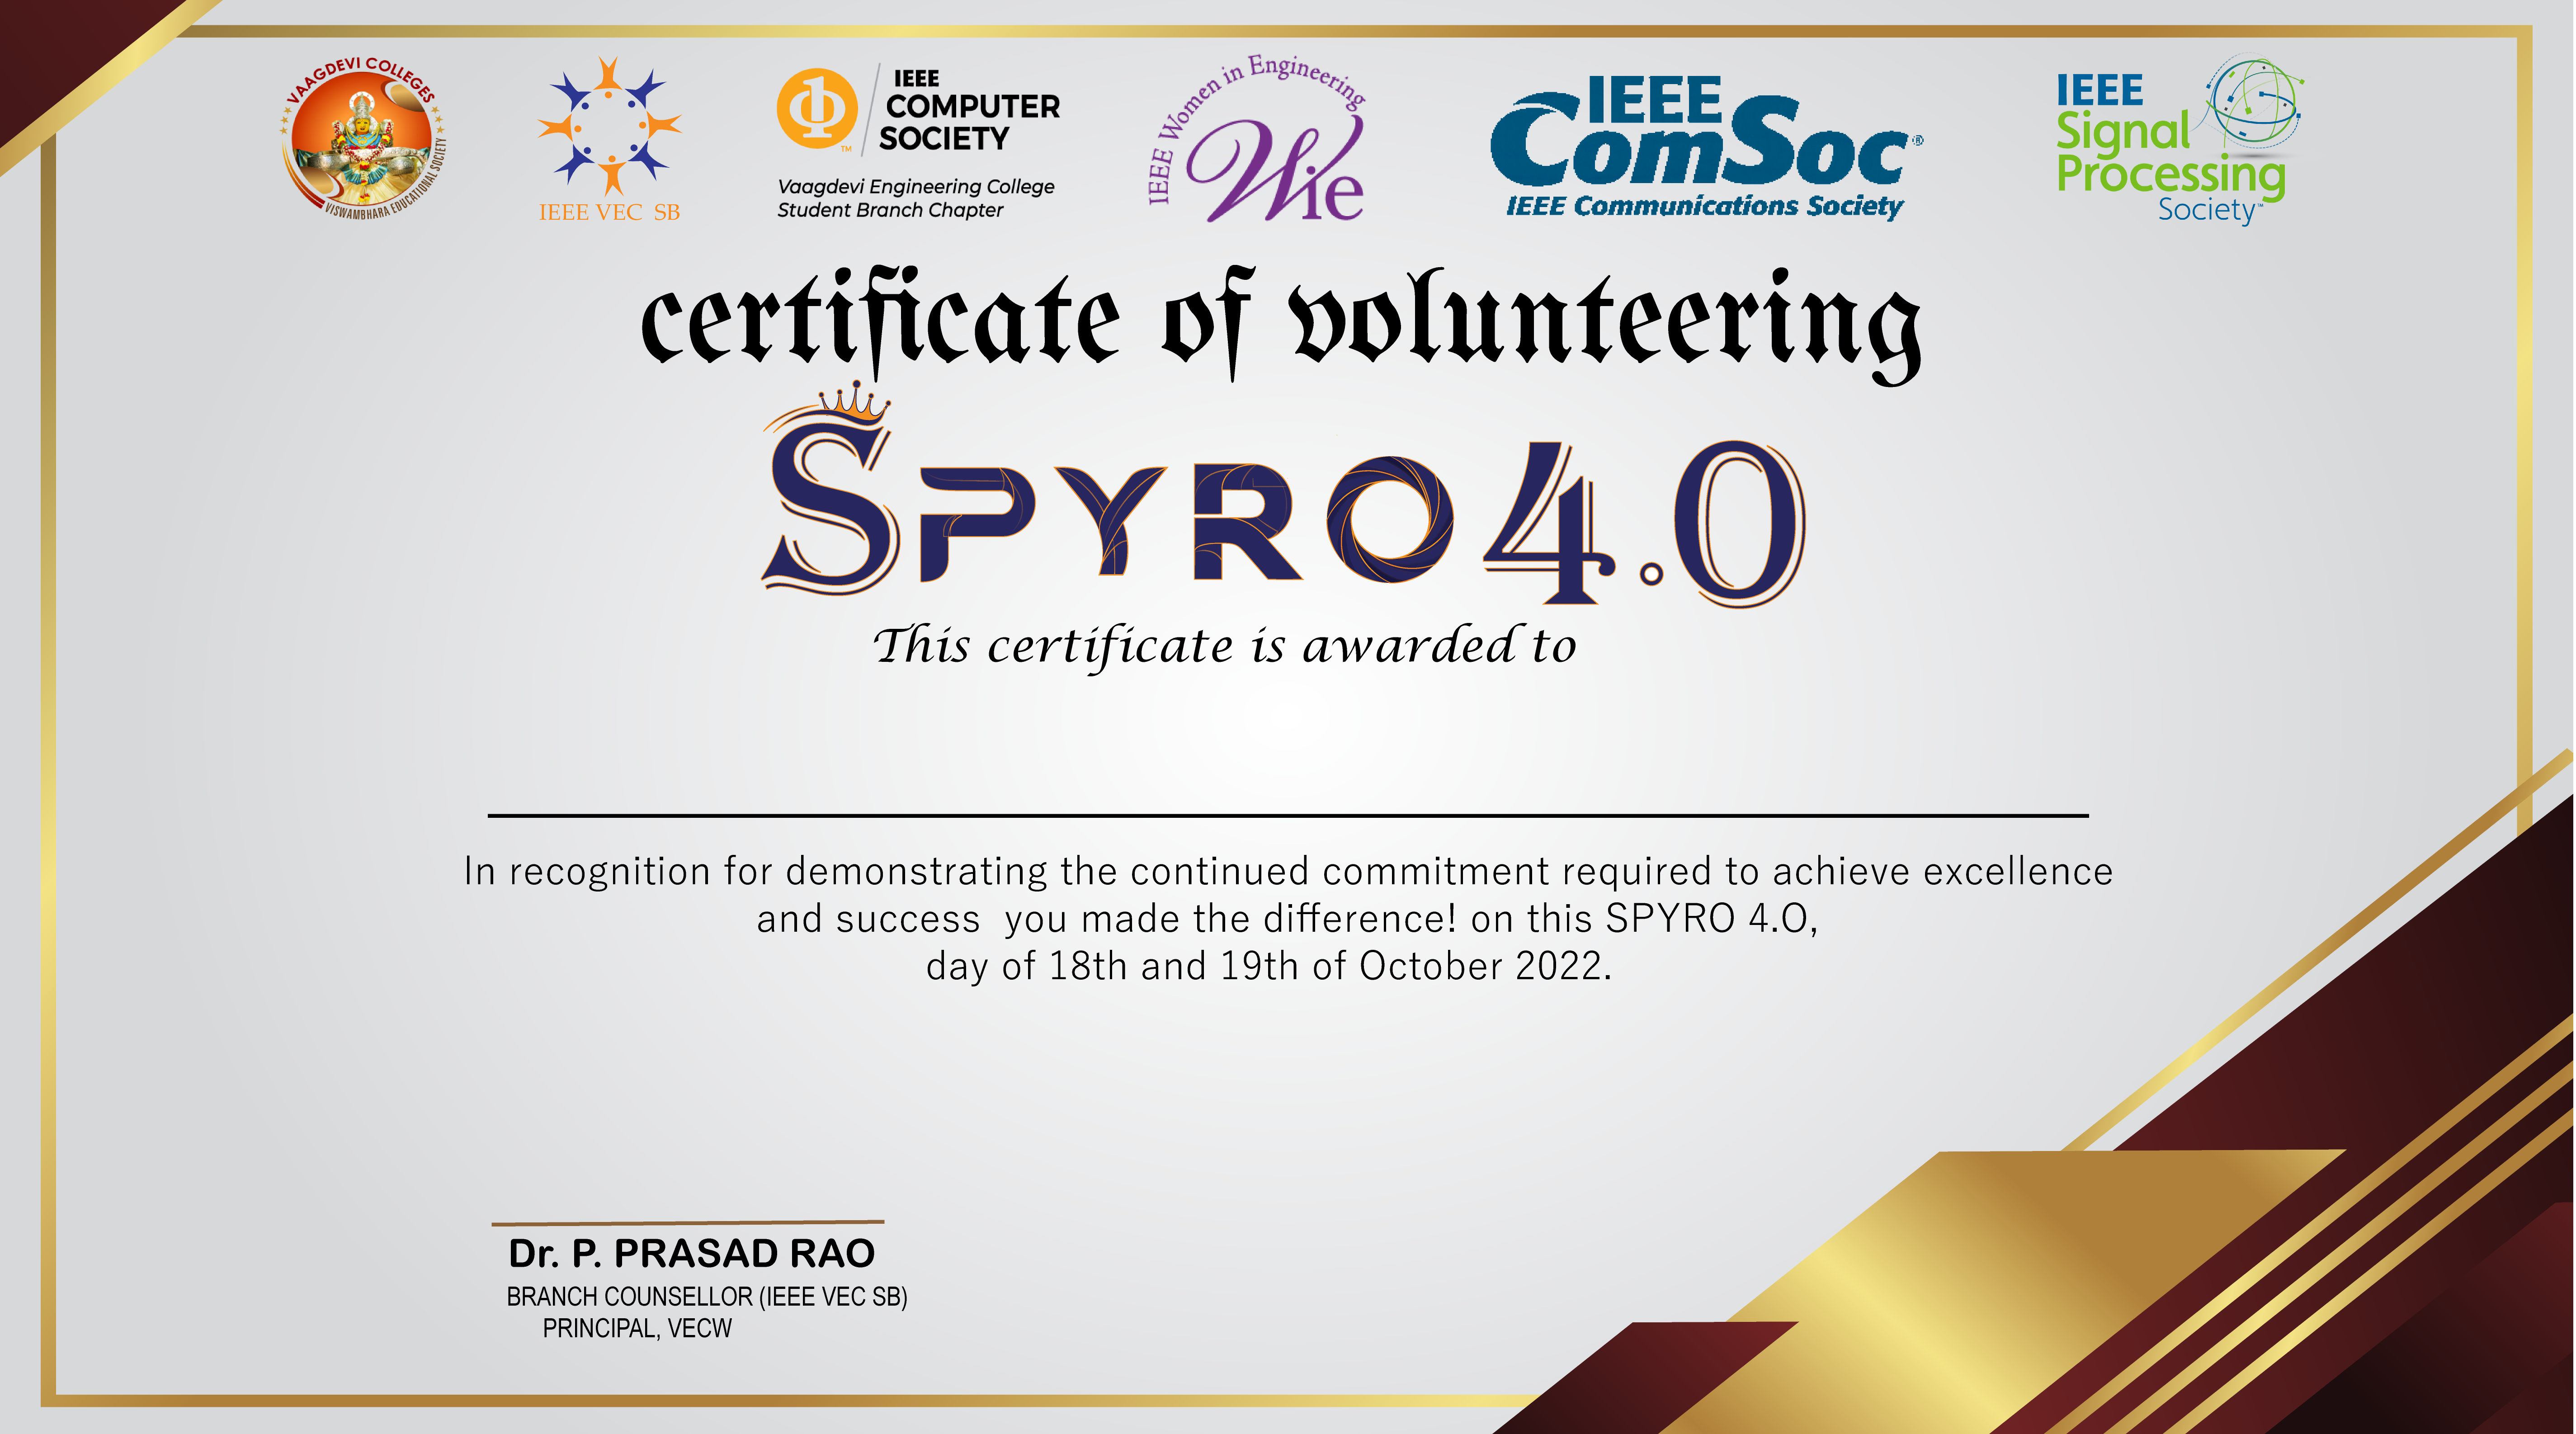 VAAGDEVI COLLEGES
VISWAMBHARA EDUCATIONAL SOCIETY
IEEE VEC SB
IEEE
COMPUTER
SOCIETY
TM
Vaagdevi Engineering College
Student Branch Chapter
IEEE Women in Engineering
Wie
IEEE
ComSoc®
IEEE Communications Society
IEEE
Signal
Processing
Society™
certificate of volunteering
SPYRO 4.0
This certificate is awarded to
In recognition for demonstrating the continued commitment required to achieve excellence
and success  you made the difference! on this SPYRO 4.O,
day of 18th and 19th of October 2022.
Dr. P. PRASAD RAO
BRANCH COUNSELLOR (IEEE VEC SB)
PRINCIPAL, VECW